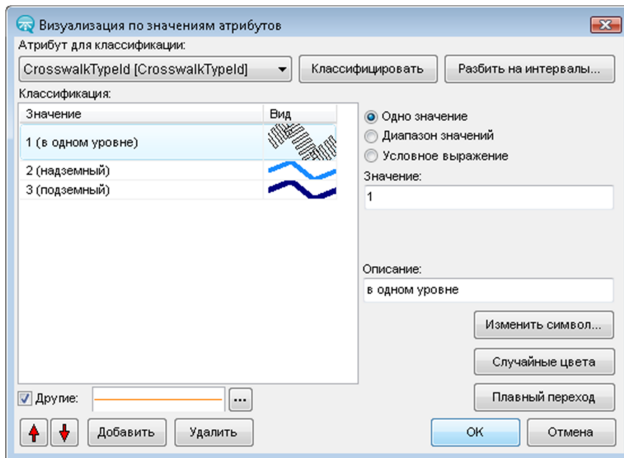 Визуализация по значениям атрибутов
Атрибут для классификации:
CrosswalkTypeId [CrosswalkTypeId]
Классифицировать
Разбить на интервалы...
Классификация:
Значение Вид
1 (в одном уровне)
2 (надземный)
3 (подземный)
Одно значение
Диапазон значений
Условное выражение
Значение:
1
Описание:
в одном уровне
Изменить символ...
Случайные цвета
Плавный переход
Другие:
...
Добавить
Удалить
OK
Отмена